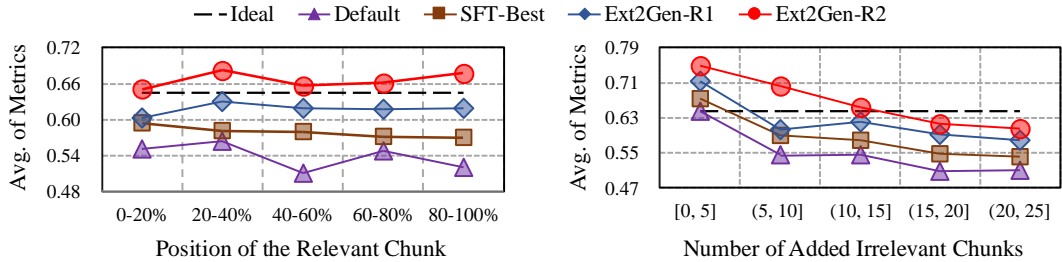 Ideal Default SFT-Best Ext2Gen-R1 Ext2Gen-R2
Avg. of Metrics
0.72
0.66
0.60
0.54
0.48
0-20% 20-40% 40-60% 60-80% 80-100%
Position of the Relevant Chunk
Avg. of Metrics
0.79
0.71
0.63
0.55
0.47
[0, 5] (5, 10] (10, 15] (15, 20] (20, 25]
Number of Added Irrelevant Chunks